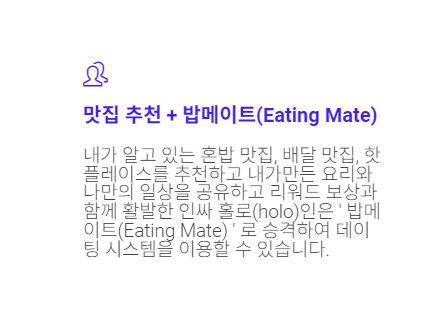 맛집 추천 + 밥메이트(Eating Mate)
내가 알고 있는 혼밥 맛집, 배달 맛집, 핫
플레이스를 추천하고 내가만든 요리와
나만의 일상을 공유하고 리워드 보상과
함께 활발한 인싸 홀로(holo)인은 ' 밥메
이트(Eating Mate) ' 로 승격하여 데이
팅 시스템을 이용할 수 있습니다.